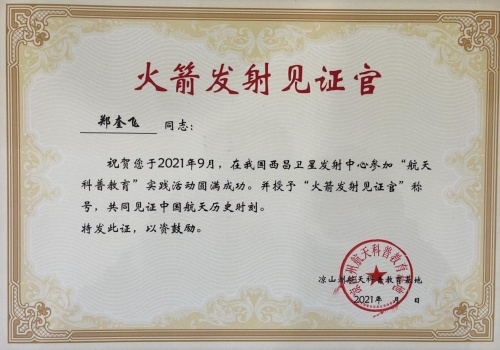 火箭发射见证官
郑奎飞 同志：
祝贺您于2021年9月，在我国西昌卫星发射中心参加“航天
科普教育”实践活动圆满成功。并授予“火箭发射见证官”称
号，共同见证中国航天历史时刻。
特发此证，以资鼓励。
凉山州航天科普教育基地
2021年 月 日